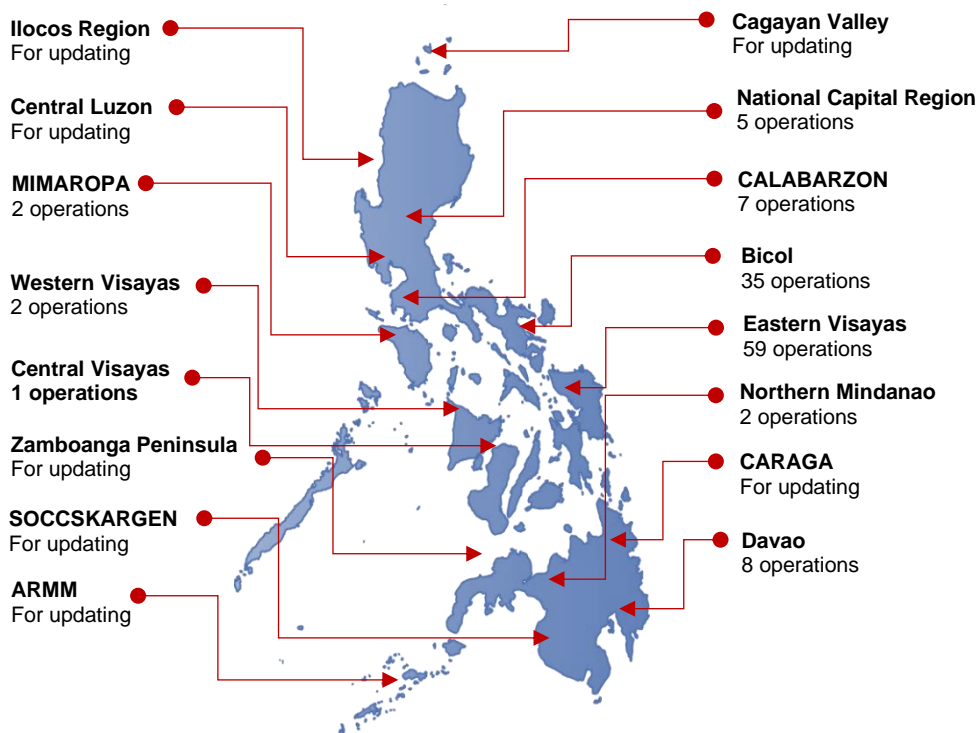 Ilocos Region
For updating
Central Luzon
For updating
MIMAROPA
2 operations
Western Visayas
2 operations
Central Visayas
1 operations
Zamboanga Peninsula
For updating
SOCCSKARGEN
For updating
ARMM
For updating
Cagayan Valley
For updating
National Capital Region
5 operations
CALABARZON
7 operations
Bicol
35 operations
Eastern Visayas
59 operations
Northern Mindanao
2 operations
CARAGA
For updating
Davao
8 operations